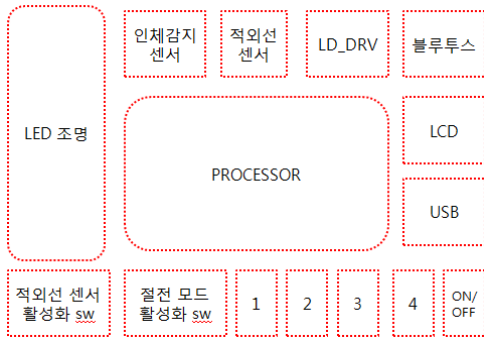 인체감지
센서
적외선
센서
LD_DRV
블루투스
LED 조명
PROCESSOR
LCD
USB
적외선 센서
활성화 sw
절전 모드
활성화 sw
1
2
3
4
ON/
OFF